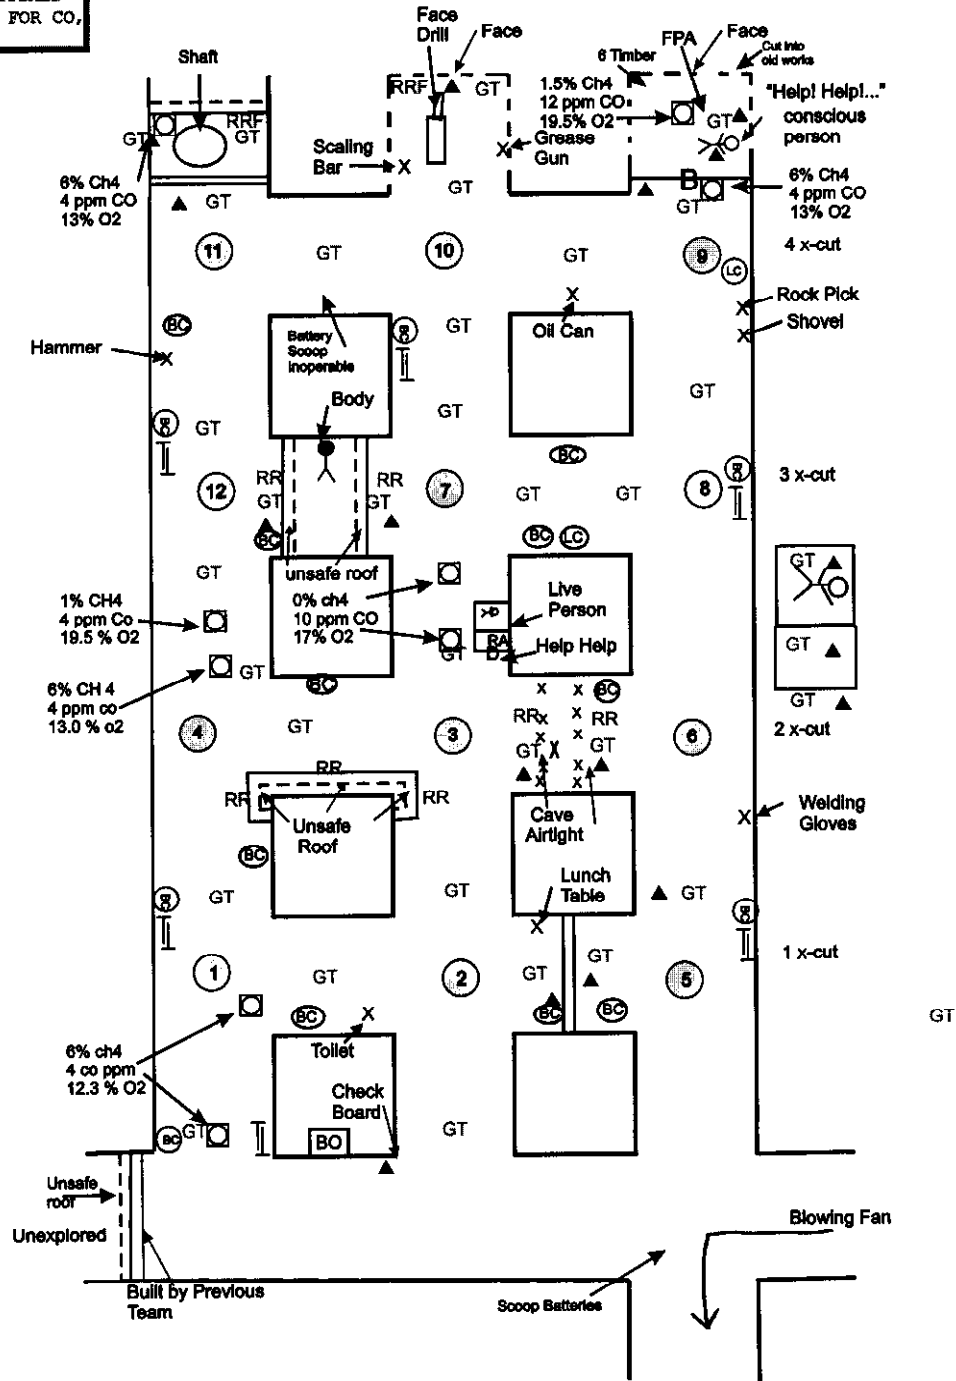 FOR CO,
Shaft
Face
Drill
Face
FPA
Face
6 Timber
Cut into
old works
RRF
GT
1.5% Ch4
12 ppm CO
19.5% O2
"Help! Help!..."
conscious
person
GT
RRF
GT
GT
Scaling
Bar
X
X
Grease
Gun
6% Ch4
4 ppm CO
13% O2
GT
GT
B
GT
6% Ch4
4 ppm CO
13% O2
11
GT
10
GT
9
4 x-cut
LC
X
Rock Pick
BC
Battery
Scoop
Inoperable
BC
GT
X
Oil Can
X
Shovel
Hammer
X
Body
GT
GT
BC
GT
BC
BC
3 x-cut
12
RR
GT
RR
GT
7
GT
GT
8
BC
BC
LC
GT
unsafe roof
GT
1% CH4
4 ppm Co
19.5 % O2
0% ch4
10 ppm CO
17% O2
Live
Person
RA
GT
Help Help
GT
GT
6% CH 4
4 ppm co
13.0 % o2
GT
BC
X
X
BC
4
GT
3
RR
X
X
RR
GT
X
X
GT
X
X
X
X
6
2 x-cut
RR
RR
RR
Unsafe
Roof
Cave
Airtight
X
Welding
Gloves
BC
Lunch
Table
BC
GT
GT
X
GT
BC
1 x-cut
1
GT
2
GT
GT
5
BC
X
BC
BC
GT
6% ch4
4 co ppm
12.3 % O2
Toilet
Check
Board
BC
GT
BO
GT
Unsafe
roof
Unexplored
Blowing Fan
Built by Previous
Team
Scoop Batteries